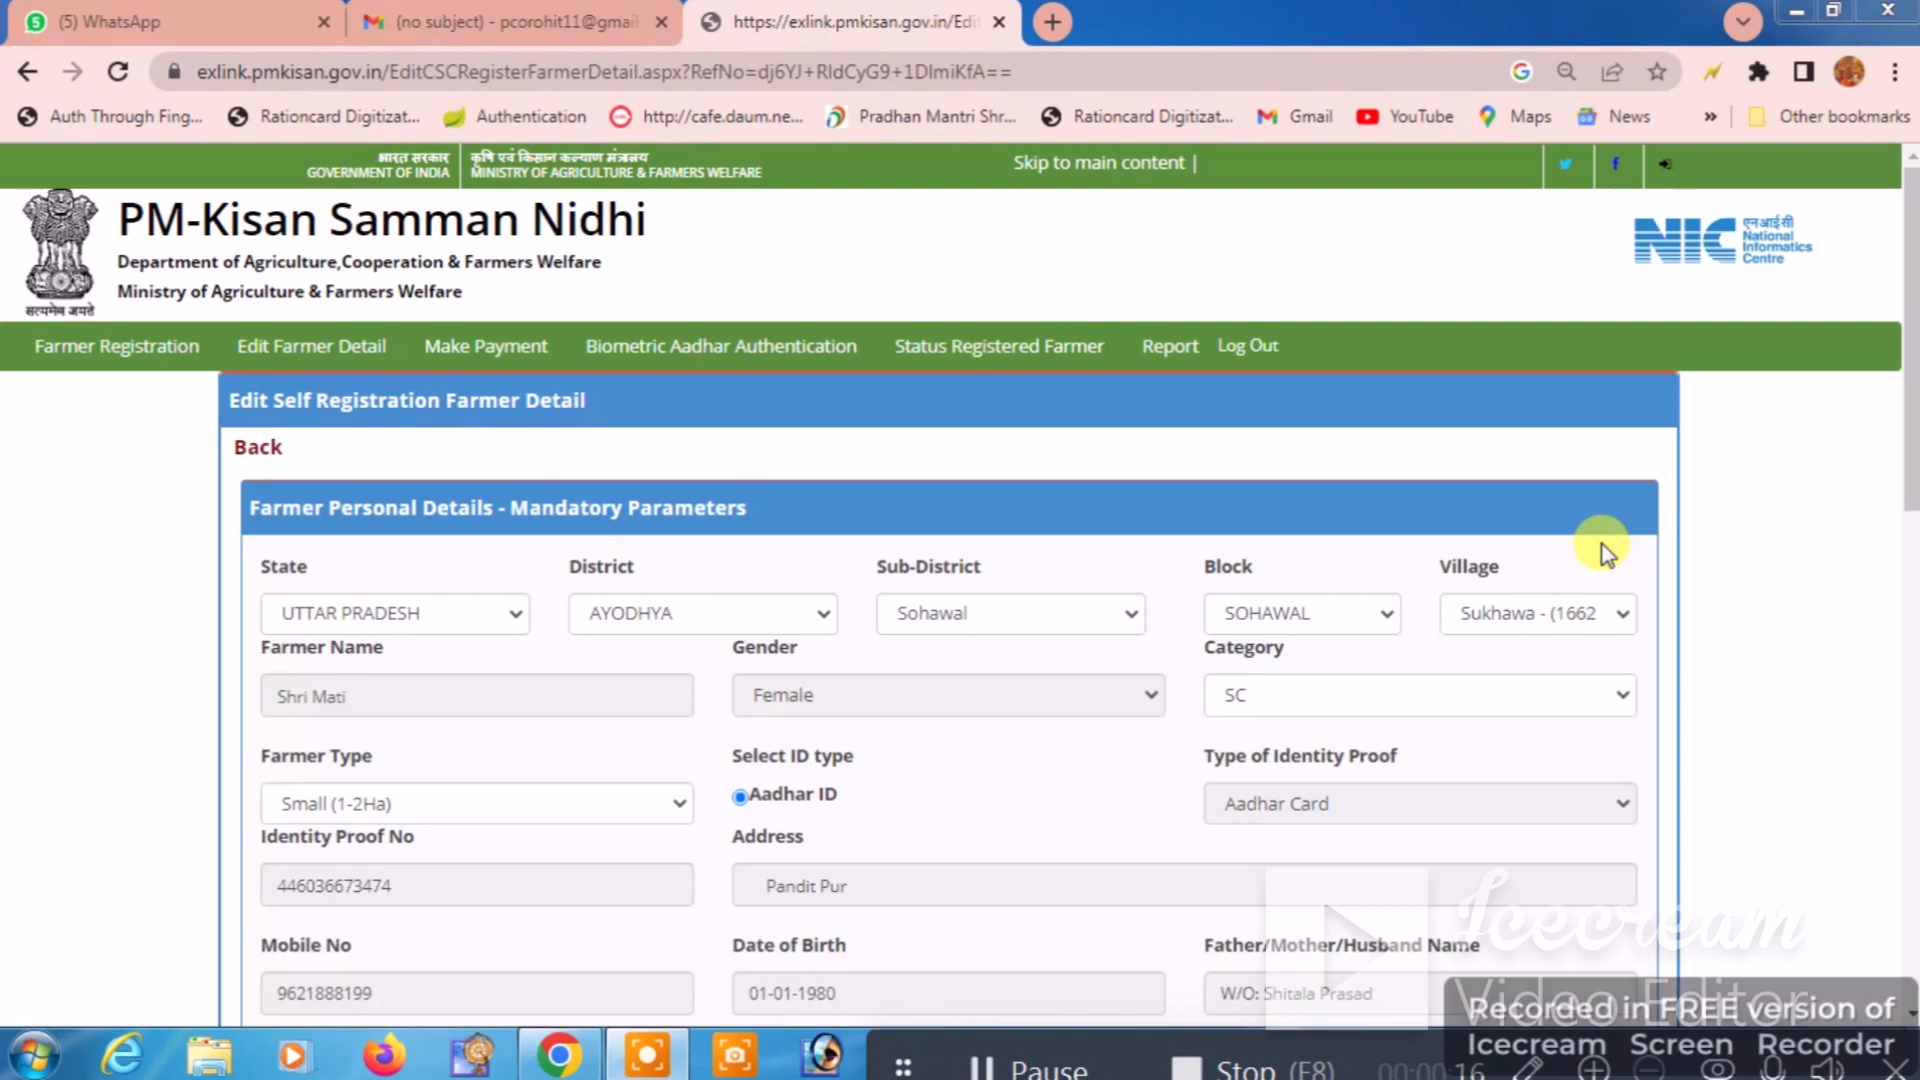 (5) WhatsApp
(no subject) - pcorohit11@gmail
https://exlink.pmkisan.gov.in/Edit
exlink.pmkisan.gov.in/EditCSCRegisterFarmerDetail.aspx?RefNo=dj6YJ+RldCyG9+1DlmiKfA==
Auth Through Fing... Rationcard Digitizat... Authentication http://cafe.daum.ne... Pradhan Mantri Shr... Rationcard Digitizat... Gmail YouTube Maps News » Other bookmarks
भारत सरकार
GOVERNMENT OF INDIA
कृषि एवं किसान कल्याण मंत्रालय
MINISTRY OF AGRICULTURE & FARMERS WELFARE
Skip to main content |
सत्यमेव जयते
PM-Kisan Samman Nidhi
Department of Agriculture,Cooperation & Farmers Welfare
Ministry of Agriculture & Farmers Welfare
NIC एनआईसी
National
Informatics
Centre
Farmer Registration Edit Farmer Detail Make Payment Biometric Aadhar Authentication Status Registered Farmer Report Log Out
Edit Self Registration Farmer Detail
Back
Farmer Personal Details - Mandatory Parameters
State District Sub-District Block Village
UTTAR PRADESH AYODHYA Sohawal SOHAWAL Sukhawa - (1662
Farmer Name Gender Category
Shri Mati Female SC
Farmer Type Select ID type Type of Identity Proof
Small (1-2Ha) Aadhar ID Aadhar Card
Identity Proof No Address
446036673474 Pandit Pur
Mobile No Date of Birth Father/Mother/Husband Name
9621888199 01-01-1980 W/O: Shitala Prasad
Icecream
Video Editor
Recorded in FREE version of
Icecream Screen Recorder
Pause Stop (F8) 00:00:16